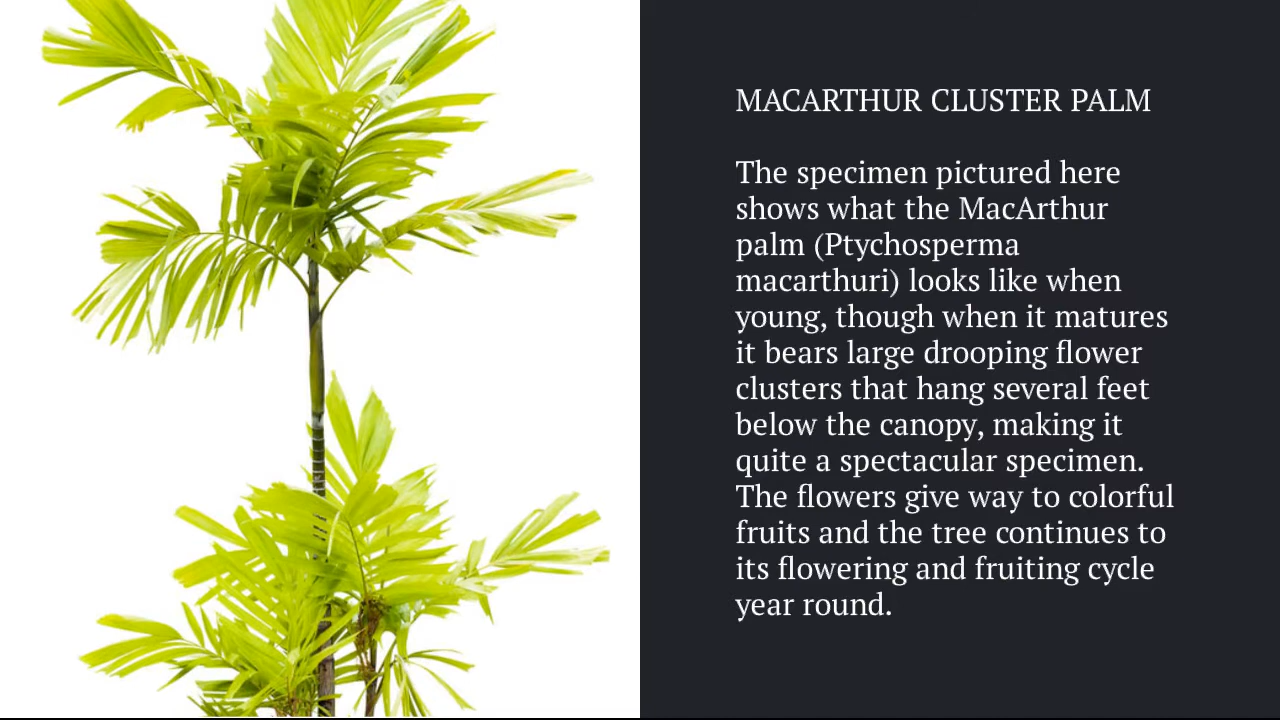 MACARTHUR CLUSTER PALM
The specimen pictured here
shows what the MacArthur
palm (Ptychosperma
macarthuri) looks like when
young, though when it matures
it bears large drooping flower
clusters that hang several feet
below the canopy, making it
quite a spectacular specimen.
The flowers give way to colorful
fruits and the tree continues to
its flowering and fruiting cycle
year round.